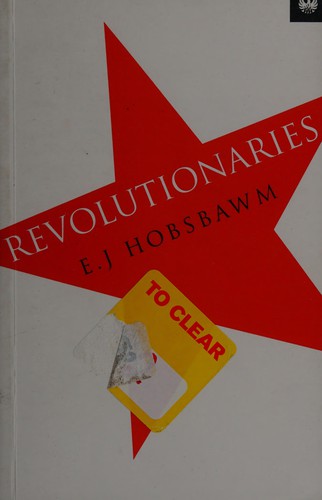 REVOLUTIONARIES
E.J HOBSBAWM
TO CLEAR